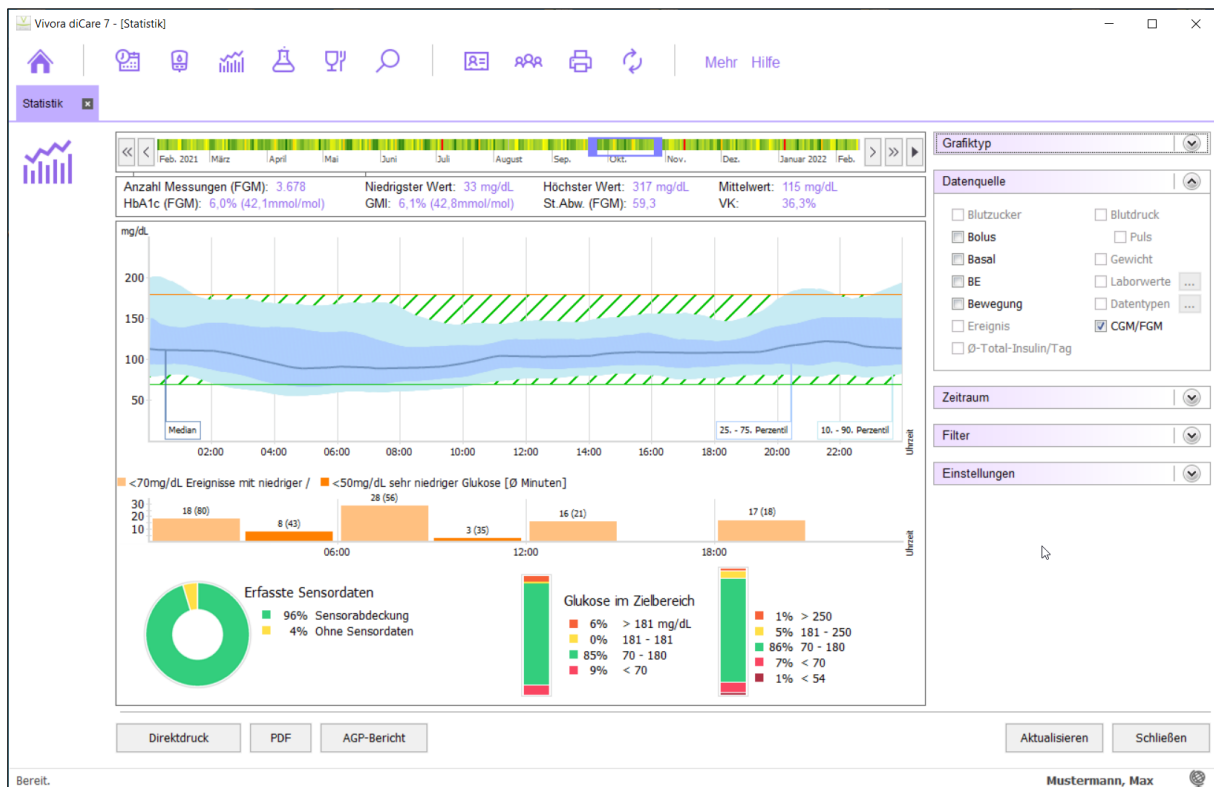 Vivora diCare 7 - [Statistik]
Mehr Hilfe
Statistik
Feb. 2021 März April Mai Juni Juli August Sep. Okt. Nov. Dez. Januar 2022 Feb.
Anzahl Messungen (FGM): 3.678 Niedrigster Wert: 33 mg/dL Höchster Wert: 317 mg/dL Mittelwert: 115 mg/dL
HbA1c (FGM): 6,0% (42,1mmol/mol) GMI: 6,1% (42,8mmol/mol) St.Abw. (FGM): 59,3 VK: 36,3%
mg/dL
200
150
100
50
Median
25. - 75. Perzentil
10. - 90. Perzentil
02:00 04:00 06:00 08:00 10:00 12:00 14:00 16:00 18:00 20:00 22:00
Uhrzeit
<70mg/dL Ereignisse mit niedriger / <50mg/dL sehr niedriger Glukose [Ø Minuten]
30
20
10
18 (80)
8 (43)
28 (56)
3 (35)
16 (21)
17 (18)
06:00 12:00 18:00
Uhrzeit
Erfasste Sensordaten
96% Sensorabdeckung
4% Ohne Sensordaten
Glukose im Zielbereich
6% > 181 mg/dL
0% 181 - 181
85% 70 - 180
9% < 70
1% > 250
5% 181 - 250
86% 70 - 180
7% < 70
1% < 54
Grafiktyp
Datenquelle
Blutzucker Blutdruck
Bolus Puls
Basal Gewicht
BE Laborwerte ...
Bewegung Datentypen ...
Ereignis CGM/FGM
Ø-Total-Insulin/Tag
Zeitraum
Filter
Einstellungen
Direktdruck PDF AGP-Bericht Aktualisieren Schließen
Bereit. Mustermann, Max